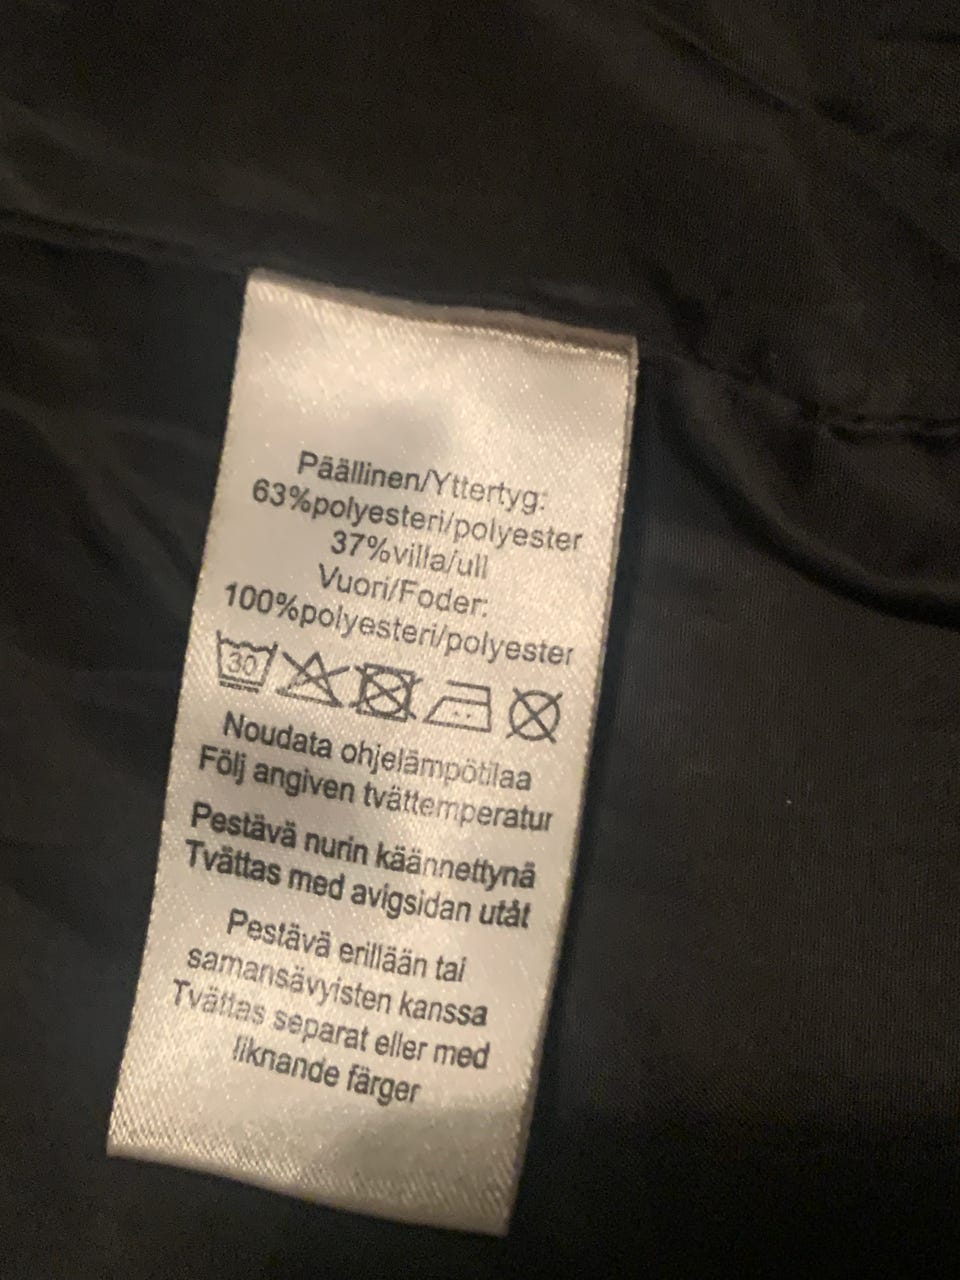 Päällinen/Yttertyg:
63%polyesteri/polyester
37%villa/ull
Vuori/Foder:
100%polyesteri/polyester
30
Noudata ohjelämpötilaa
Följ angiven tvättemperatur
Pestävä nurin käännettynä
Tvättas med avigsidan utåt
Pestävä erillään tai
samansävyisten kanssa
Tvättas separat eller med
liknande färger